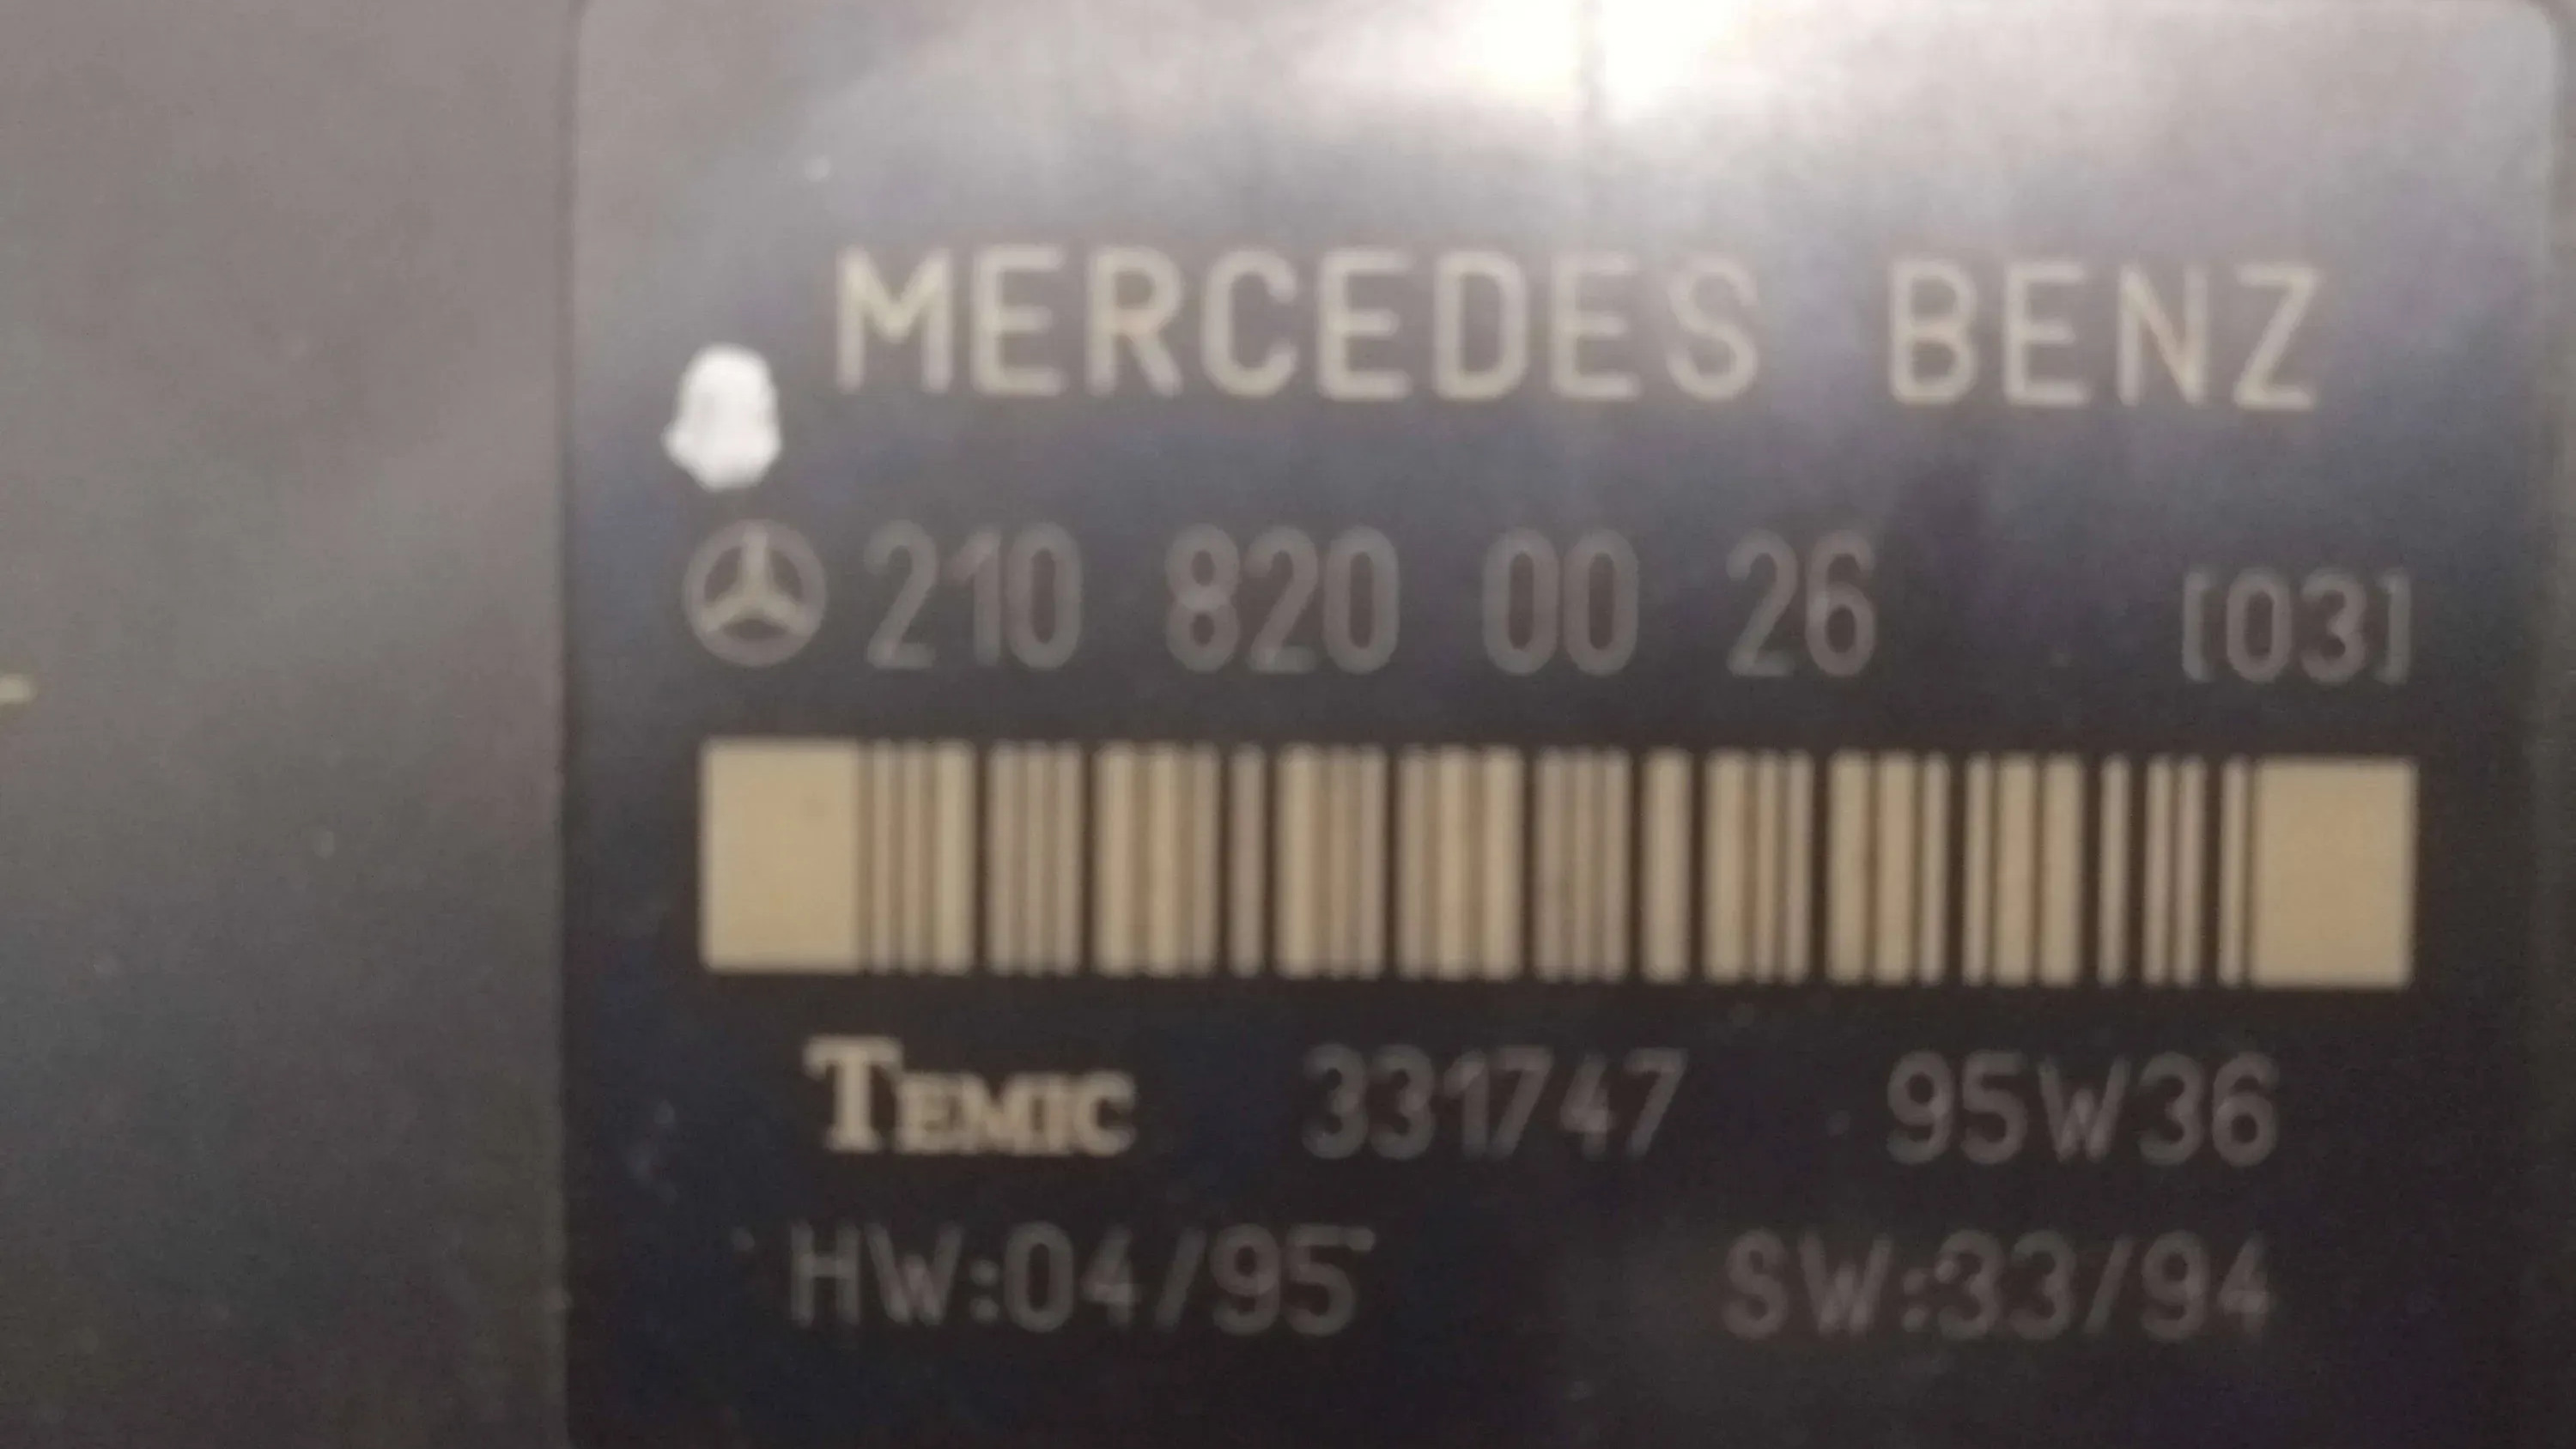 MERCEDES BENZ
210 820 00 26 [03]
TEMIC 331747 95W36
HW:04/95 SW:33/94